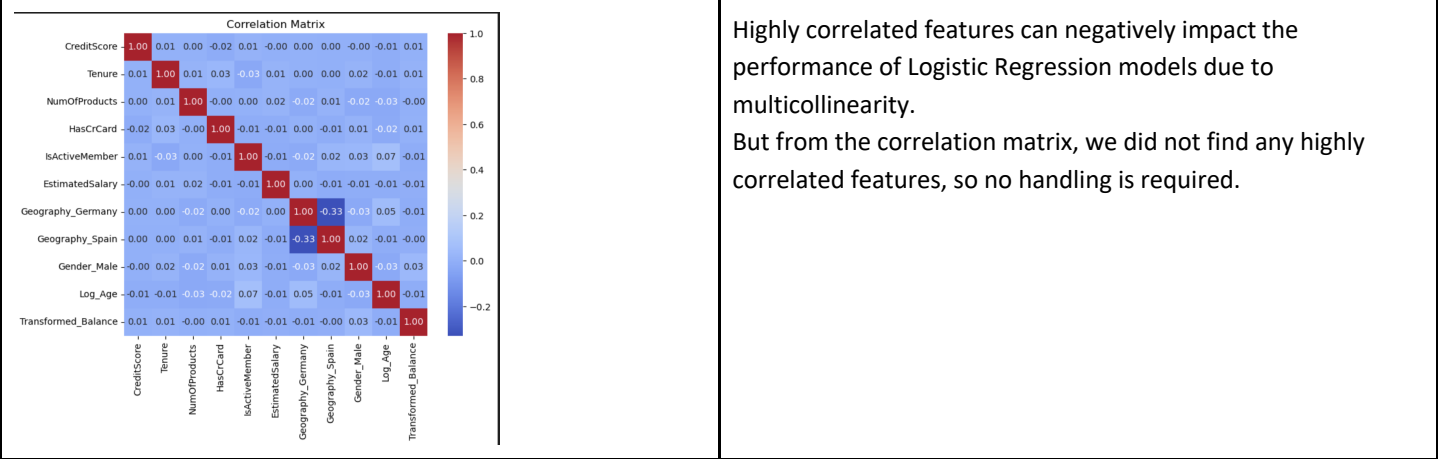 Correlation Matrix
CreditScore - 1.00 0.01 0.00 -0.02 0.01 -0.00 0.00 0.00 -0.00 -0.01 0.01
Tenure - 0.01 1.00 0.01 0.03 -0.03 0.01 0.00 0.00 0.02 -0.01 0.01
NumOfProducts - 0.00 0.01 1.00 -0.00 0.00 0.02 -0.02 0.01 -0.02 -0.03 -0.00
HasCrCard - -0.02 0.03 -0.00 1.00 -0.01 -0.01 0.00 -0.01 0.01 -0.02 0.01
IsActiveMember - 0.01 -0.03 0.00 -0.01 1.00 -0.01 -0.02 0.02 0.03 0.07 -0.01
EstimatedSalary - -0.00 0.01 0.02 -0.01 -0.01 1.00 0.00 -0.01 -0.01 -0.01 -0.01
Geography_Germany - 0.00 0.00 -0.02 0.00 -0.02 0.00 1.00 -0.33 -0.03 0.05 -0.01
Geography_Spain - 0.00 0.00 0.01 -0.01 0.02 -0.01 -0.33 1.00 0.02 -0.01 -0.00
Gender_Male - -0.00 0.02 -0.02 0.01 0.03 -0.01 -0.03 0.02 1.00 -0.03 0.03
Log_Age - -0.01 -0.01 -0.03 -0.02 0.07 -0.01 0.05 -0.01 -0.03 1.00 -0.01
Transformed_Balance - 0.01 0.01 -0.00 0.01 -0.01 -0.01 -0.01 -0.00 0.03 -0.01 1.00
CreditScore
Tenure
NumOfProducts
HasCrCard
IsActiveMember
EstimatedSalary
Geography_Germany
Geography_Spain
Gender_Male
Log_Age
Transformed_Balance
1.0
0.8
0.6
0.4
0.2
0.0
-0.2
Highly correlated features can negatively impact the
performance of Logistic Regression models due to
multicollinearity.
But from the correlation matrix, we did not find any highly
correlated features, so no handling is required.